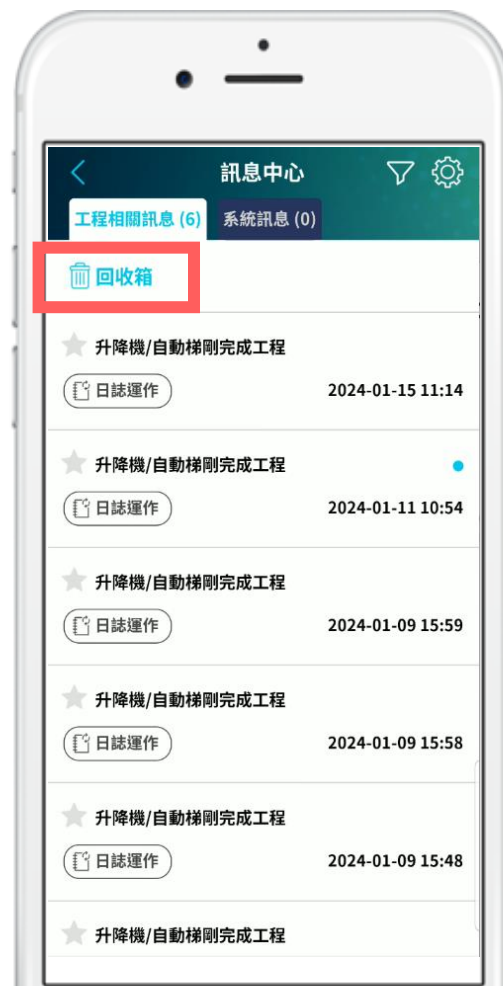 訊息中心
工程相關訊息 (6) 系統訊息 (0)
回收箱
升降機/自動梯剛完成工程
日誌運作 2024-01-15 11:14
升降機/自動梯剛完成工程
日誌運作 2024-01-11 10:54
升降機/自動梯剛完成工程
日誌運作 2024-01-09 15:59
升降機/自動梯剛完成工程
日誌運作 2024-01-09 15:58
升降機/自動梯剛完成工程
日誌運作 2024-01-09 15:48
升降機/自動梯剛完成工程